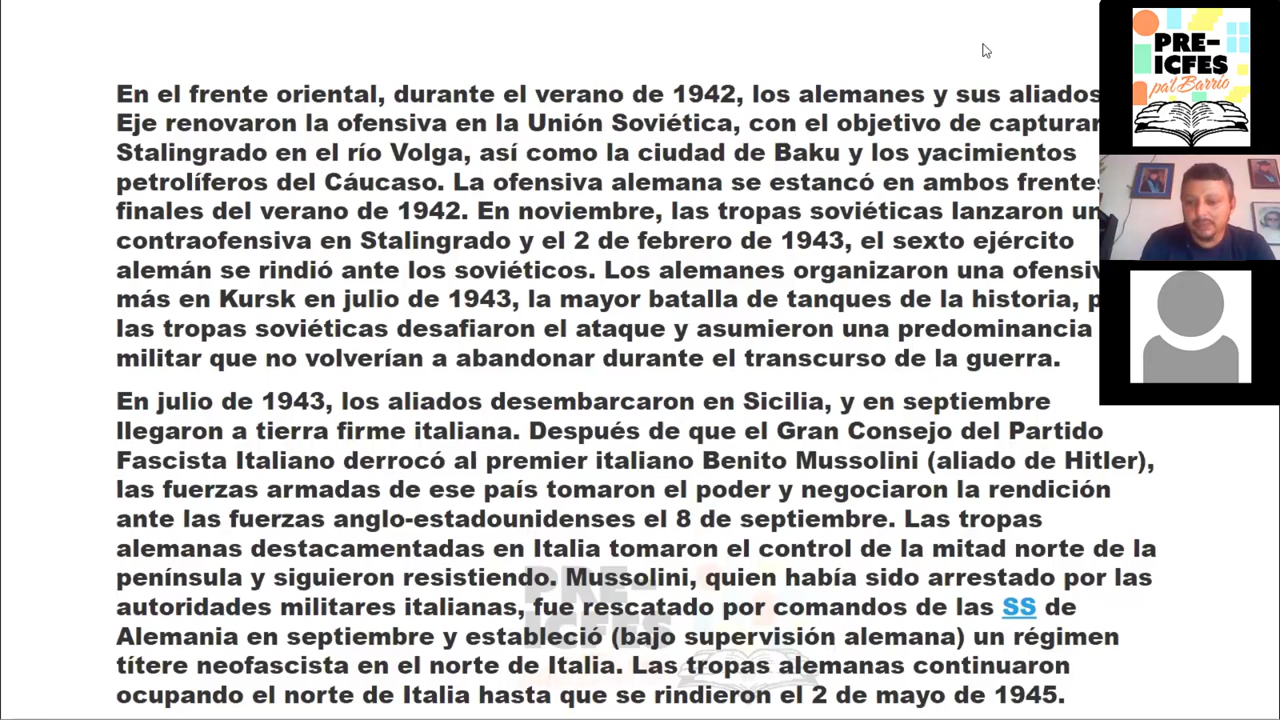 En el frente oriental, durante el verano de 1942, los alemanes y sus aliados
Eje renovaron la ofensiva en la Unión Soviética, con el objetivo de capturar
Stalingrado en el río Volga, así como la ciudad de Baku y los yacimientos
petrolíferos del Cáucaso. La ofensiva alemana se estancó en ambos frentes
finales del verano de 1942. En noviembre, las tropas soviéticas lanzaron
contraofensiva en Stalingrado y el 2 de febrero de 1943, el sexto ejército
alemán se rindió ante los soviéticos. Los alemanes organizaron una
más en Kursk en julio de 1943, la mayor batalla de tanques de la historia,
las tropas soviéticas desafiaron el ataque y asumieron una predominancia
militar que no volverían a abandonar durante el transcurso de la guerra.
En julio de 1943, los aliados desembarcaron en Sicilia, y en septiembre
llegaron a tierra firme italiana. Después de que el Gran Consejo del Partido
Fascista Italiano derrocó al premier italiano Benito Mussolini (aliado de Hitler),
las fuerzas armadas de ese país tomaron el poder y negociaron la rendición
ante las fuerzas anglo-estadounidenses el 8 de septiembre. Las tropas
alemanas destacamentadas en Italia tomaron el control de la mitad norte de la
península y siguieron resistiendo. Mussolini, quien había sido arrestado por las
autoridades militares italianas, fue rescatado por comandos de las SS de
Alemania en septiembre y estableció (bajo supervisión alemana) un régimen
títere neofascista en el norte de Italia. Las tropas alemanas continuaron
ocupando el norte de Italia hasta que se rindieron el 2 de mayo de 1945.
PRE-
ICFES
pa'l Barrio
PRE-
ICFES